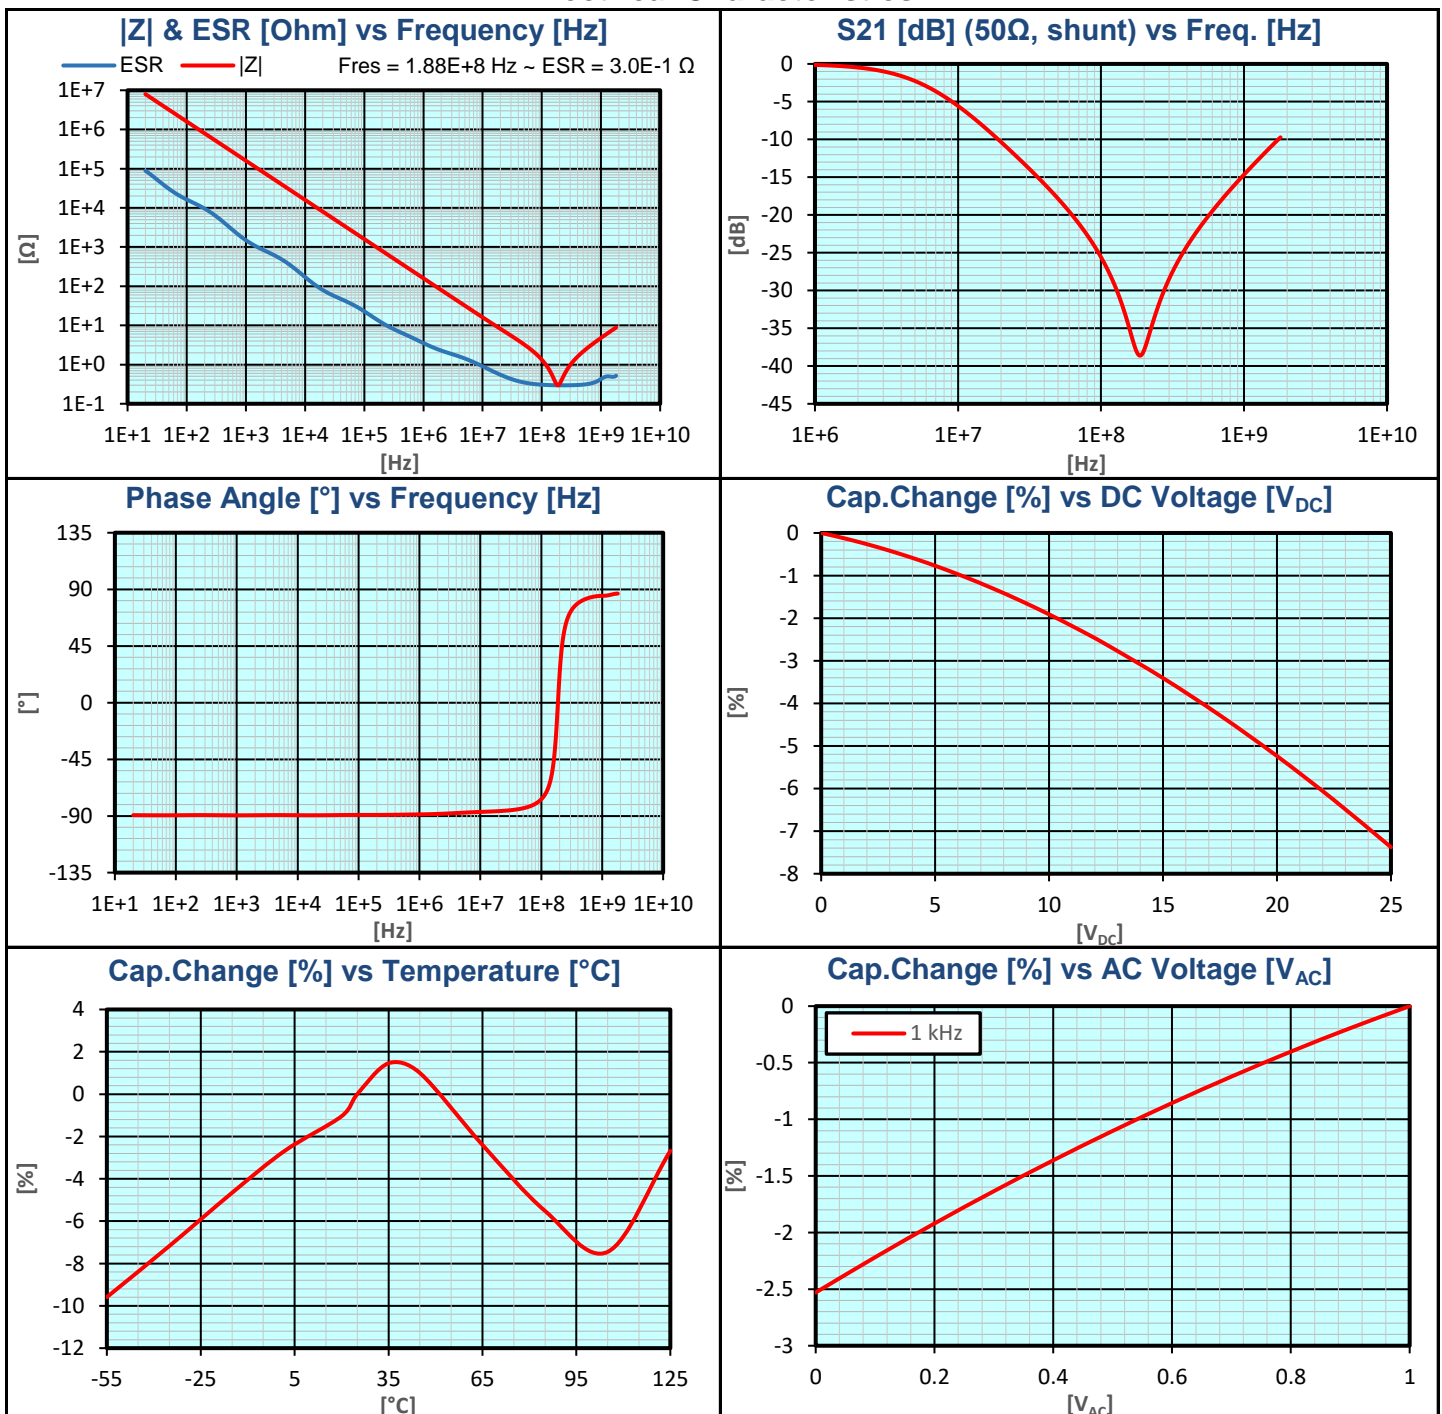 |Z| & ESR [Ohm] vs Frequency [Hz]
ESR |Z| Fres = 1.88E+8 Hz ~ ESR = 3.0E-1 Ω
1E+7
1E+6
1E+5
1E+4
1E+3
1E+2
1E+1
1E+0
1E-1
[Ω]
1E+1 1E+2 1E+3 1E+4 1E+5 1E+6 1E+7 1E+8 1E+9 1E+10
[Hz]
S21 [dB] (50Ω, shunt) vs Freq. [Hz]
0
-5
-10
-15
-20
-25
-30
-35
-40
-45
[dB]
1E+6 1E+7 1E+8 1E+9 1E+10
[Hz]
Phase Angle [°] vs Frequency [Hz]
135
90
45
0
-45
-90
-135
[°]
1E+1 1E+2 1E+3 1E+4 1E+5 1E+6 1E+7 1E+8 1E+9 1E+10
[Hz]
Cap.Change [%] vs DC Voltage [VDC]
0
-1
-2
-3
-4
-5
-6
-7
-8
[%]
0 5 10 15 20 25
[VDC]
Cap.Change [%] vs Temperature [°C]
4
2
0
-2
-4
-6
-8
-10
-12
[%]
-55 -25 5 35 65 95 125
[°C]
Cap.Change [%] vs AC Voltage [VAC]
1 kHz
0
-0.5
-1
-1.5
-2
-2.5
-3
[%]
0 0.2 0.4 0.6 0.8 1
[VAC]